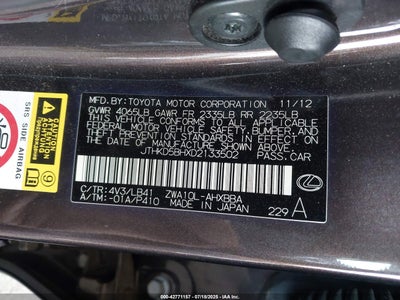 MFD.BY:TOYOTA MOTOR CORPORATION 11/12
GVWR 4065LB GAWR FR 2335LB RR 2235LB
THIS VEHICLE CONFORMS TO ALL APPLICABLE
FEDERAL MOTOR VEHICLE SAFETY, BUMPER, AND
THEFT PREVENTION STANDARDS IN EFFECT ON
THE DATE OF MANUFACTURE SHOWN ABOVE.
JTHKD5BHXD2133502 PASS.CAR
C/TR:4V3/LB41 ZWA10L-AHXBBA
A/TM:-01A/P410 MADE IN JAPAN
229 A
SRS SIDE AIRBAG
CAUTION
000-42771157 - 07/18/2025 - IAA Holdings, LLC